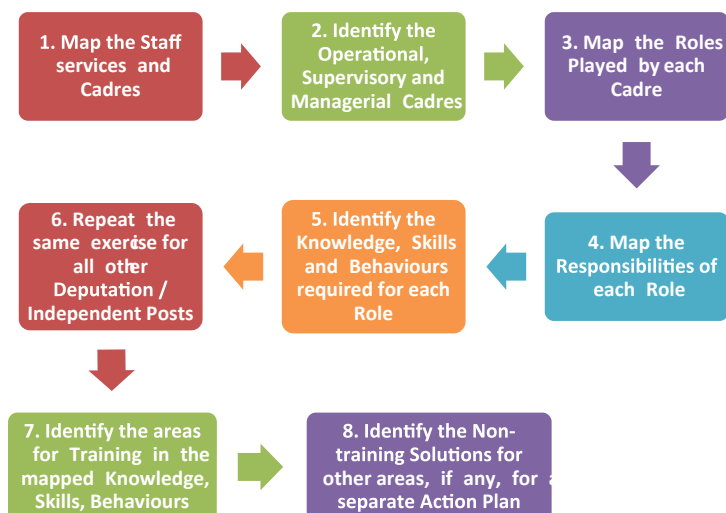 1. Map the Staff
services and
Cadres
2. Identify the
Operational,
Supervisory and
Managerial Cadres
3. Map the Roles
Played by each
Cadre
4. Map the
Responsibilities of
each Role
5. Identify the
Knowledge, Skills
and Behaviours
required for each
Role
6. Repeat the
same exercise for
all other
Deputation /
Independent Posts
7. Identify the areas
for Training in the
mapped Knowledge,
Skills, Behaviours
8. Identify the Non-
training Solutions for
other areas, if any, for a
separate Action Plan